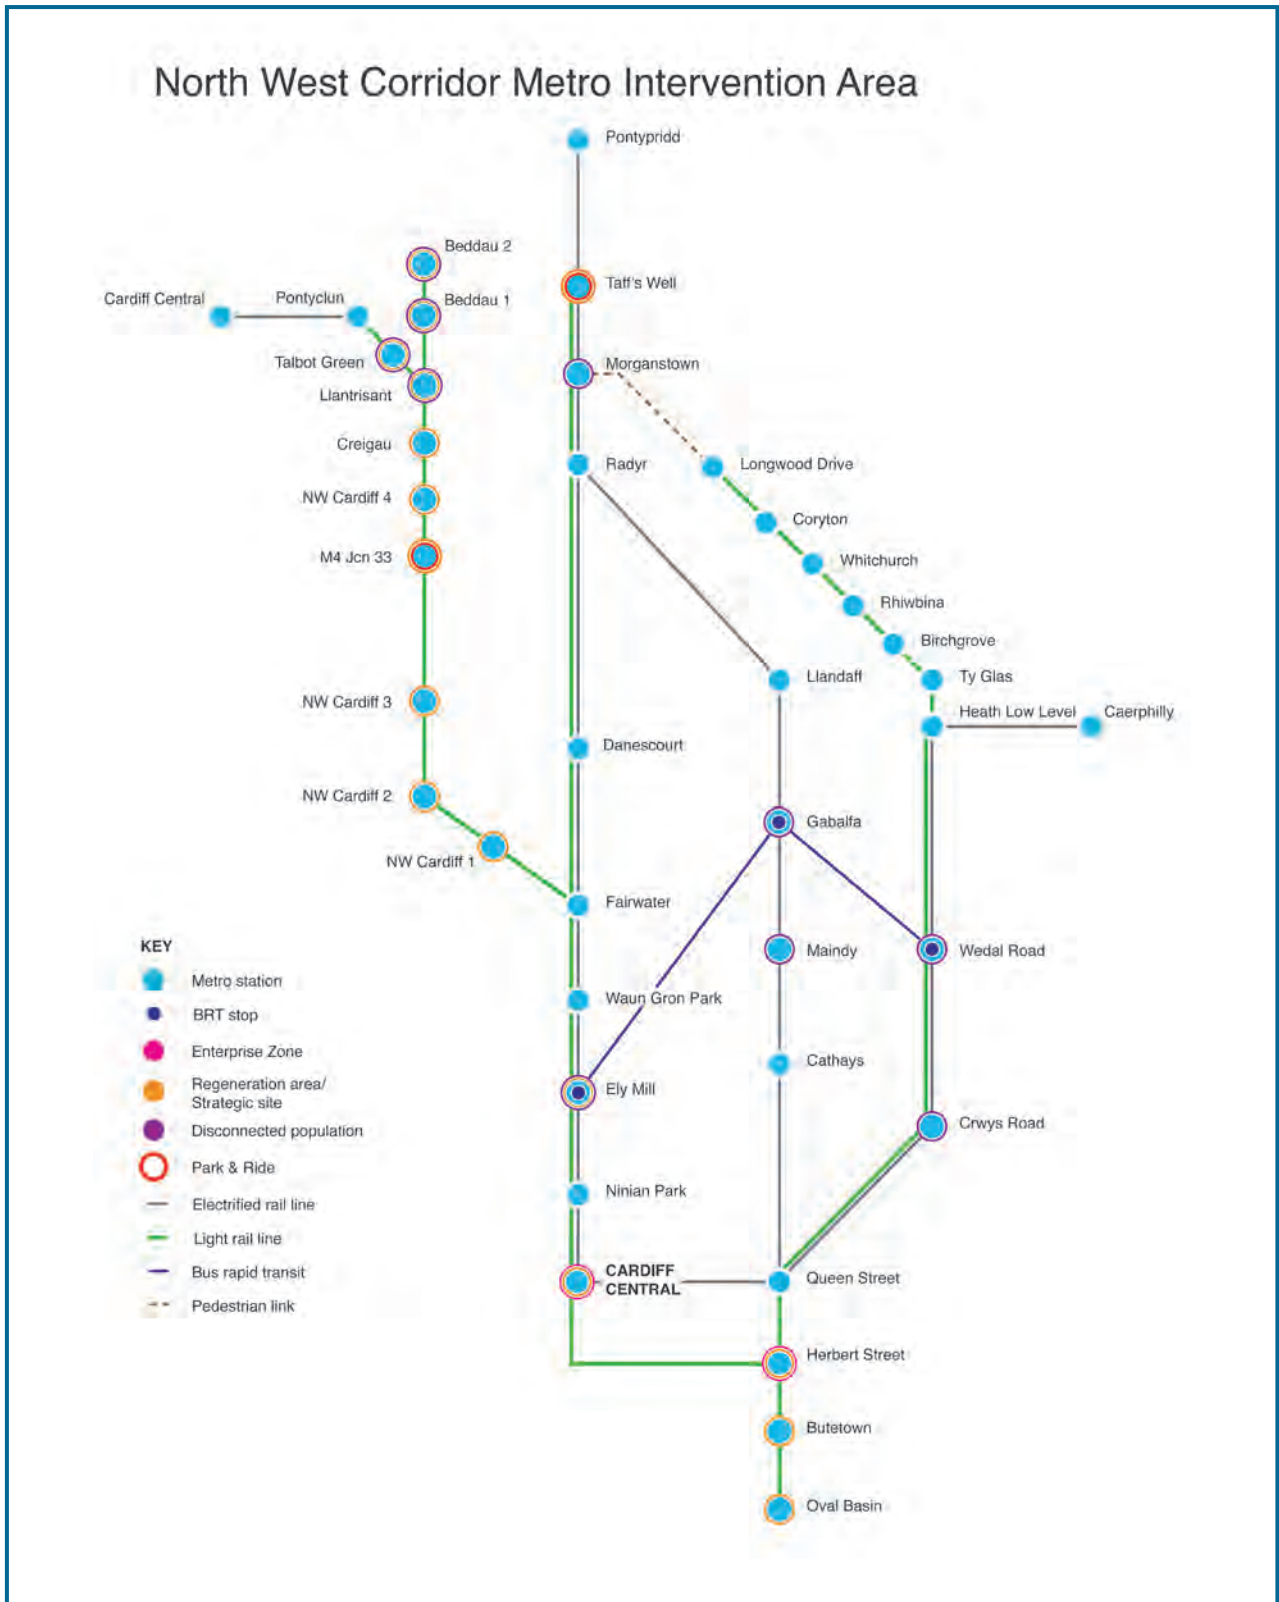 North West Corridor Metro Intervention Area
Pontypridd
Beddau 2
Taff's Well
Cardiff Central
Pontyclun
Beddau 1
Talbot Green
Morganstown
Llantrisant
Creigau
Radyr
Longwood Drive
NW Cardiff 4
Coryton
M4 Jcn 33
Whitchurch
Rhiwbina
Birchgrove
Llandaff
Ty Glas
NW Cardiff 3
Heath Low Level
Caerphilly
Danescourt
NW Cardiff 2
Gabalfa
NW Cardiff 1
Fairwater
Maindy
Wedal Road
Waun Gron Park
Cathays
Ely Mill
Crwys Road
Ninian Park
CARDIFF
CENTRAL
Queen Street
Herbert Street
Butetown
Oval Basin
KEY
Metro station
BRT stop
Enterprise Zone
Regeneration area/
Strategic site
Disconnected population
Park & Ride
Electrified rail line
Light rail line
Bus rapid transit
Pedestrian link